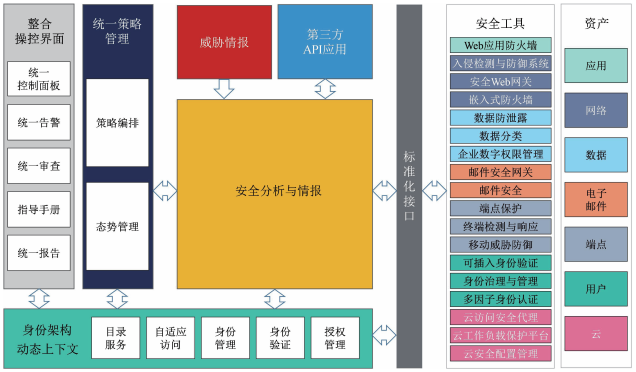 整合
操控界面
统一
控制面板
统一告警
统一审查
指导手册
统一报告
统一策略
管理
策略编排
态势管理
威胁情报
第三方
API应用
安全分析与情报
标准化接口
身份架构
动态上下文
目录
服务
自适应
访问
身份
管理
身份
验证
授权
管理
安全工具
Web应用防火墙
入侵检测与防御系统
安全Web网关
嵌入式防火墙
数据防泄露
数据分类
企业数字权限管理
邮件安全网关
邮件安全
端点保护
终端检测与响应
移动威胁防御
可插入身份验证
身份治理与管理
多因子身份认证
云访问安全代理
云工作负载保护平台
云安全配置管理
资产
应用
网络
数据
电子
邮件
端点
用户
云